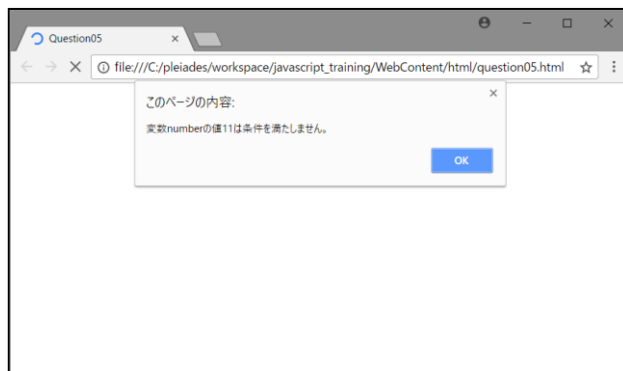 Question05
file:///C:/pleiades/workspace/javascript_training/WebContent/html/question05.html
このページの内容:
変数numberの値11は条件を満たしません。
OK